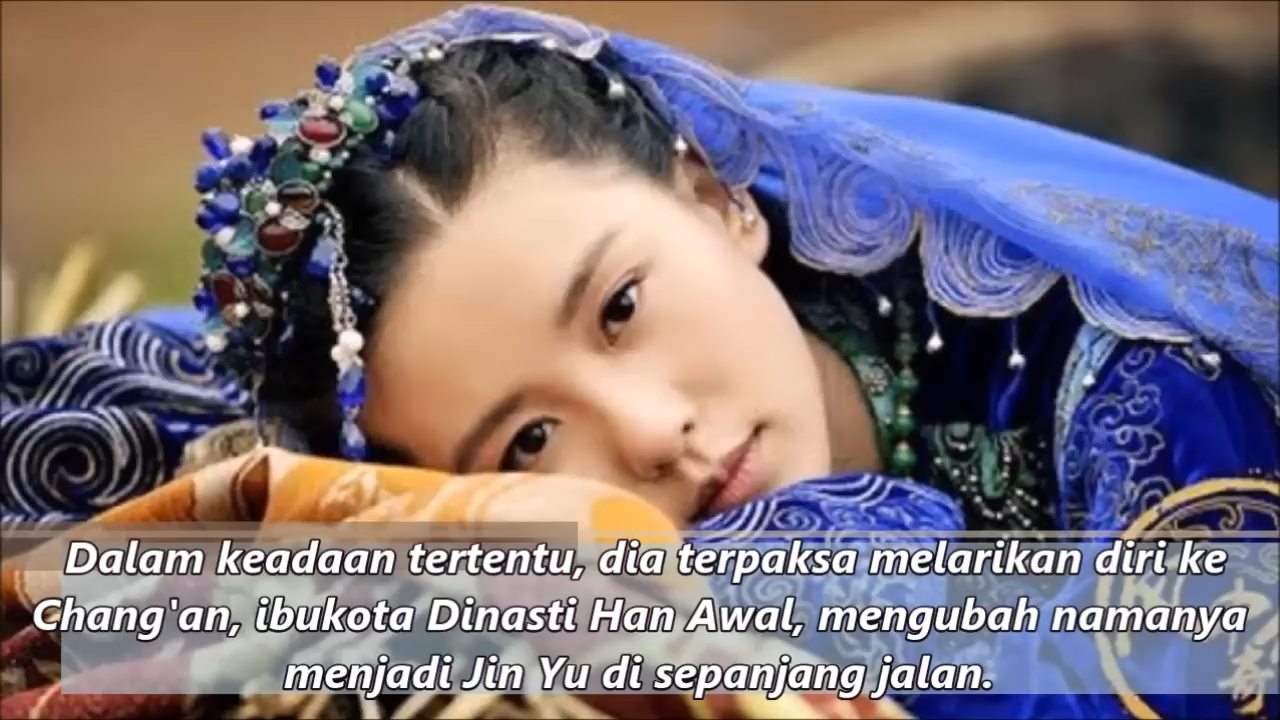 Dalam keadaan tertentu, dia terpaksa melarikan diri ke
Chang'an, ibukota Dinasti Han Awal, mengubah namanya
menjadi Jin Yu di sepanjang jalan.